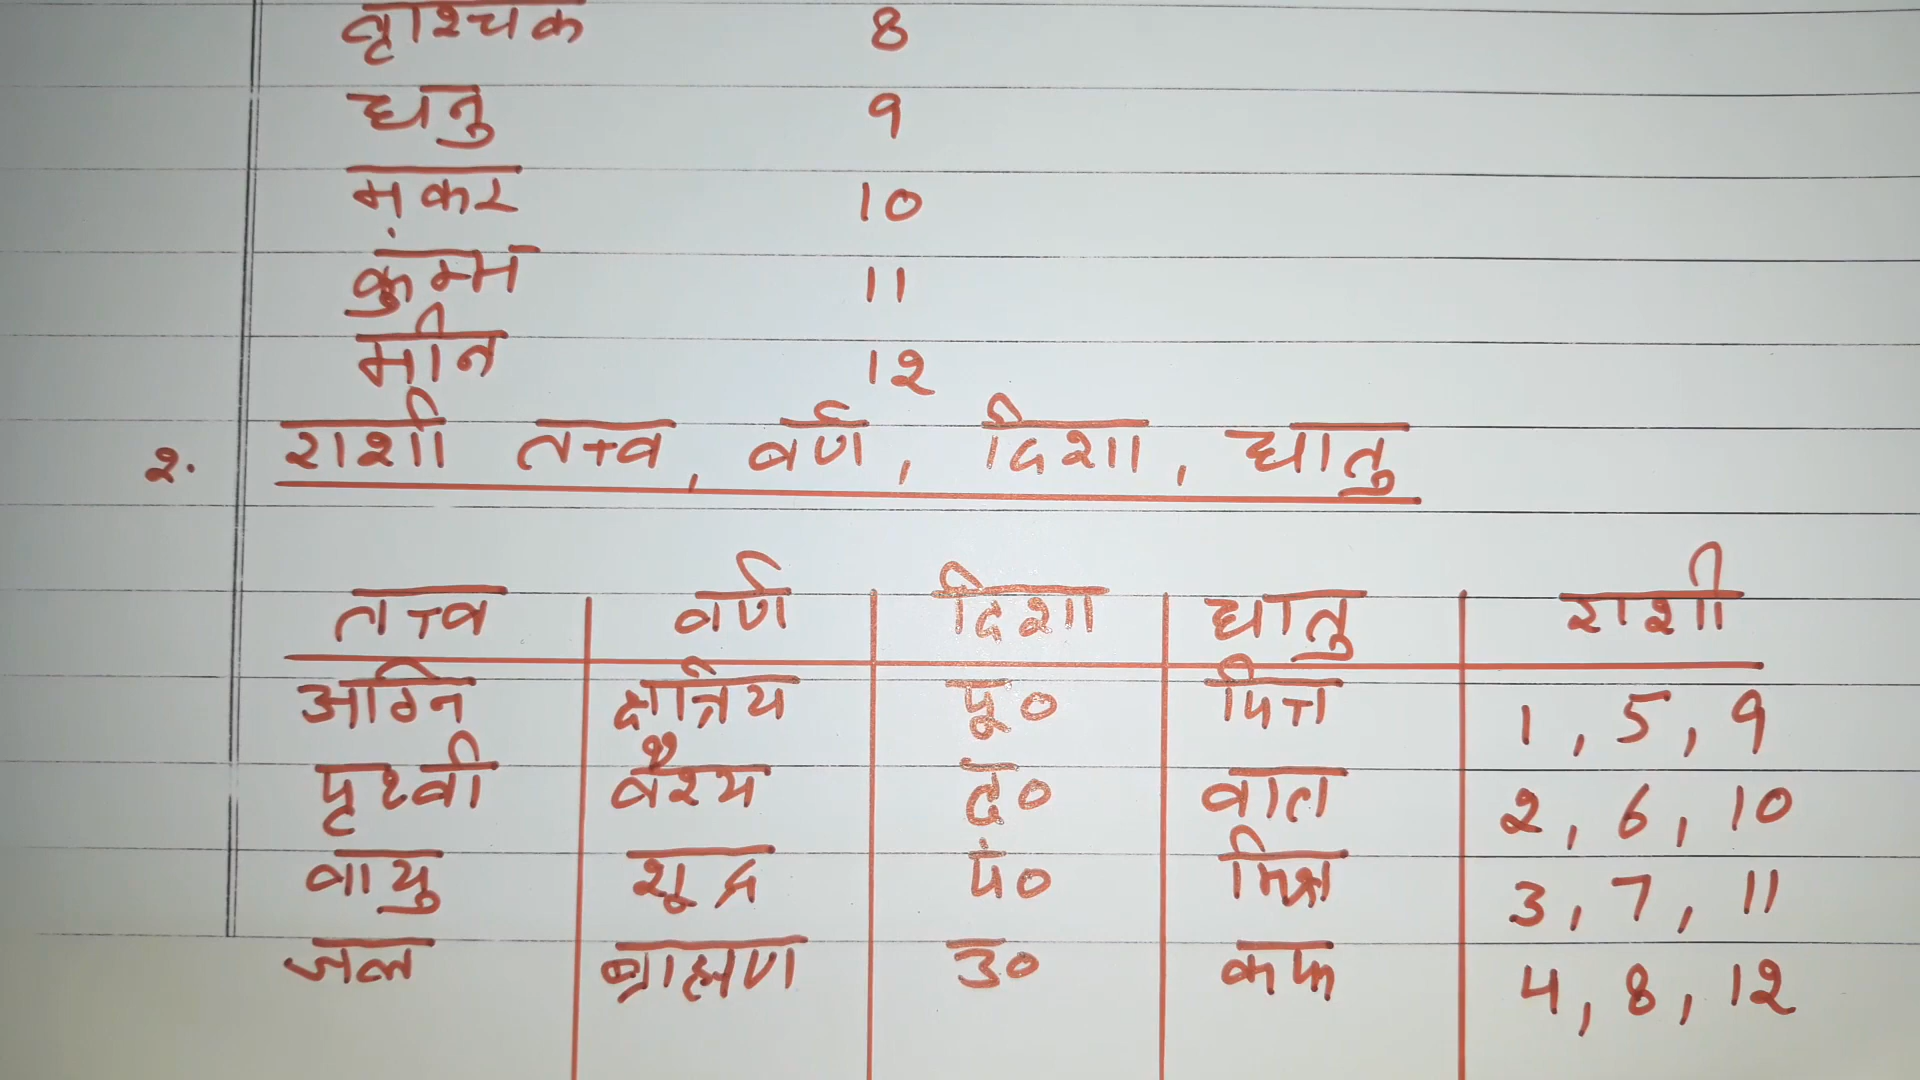 वृश्चिक 8
धनु 9
मकर 10
कुम्भ 11
मीन 12
2. राशी तत्व, वर्ण, दिशा, धातु
तत्व वर्ण दिशा धातु राशी
अग्नि क्षत्रिय पू० पित्त 1, 5, 9
पृथ्वी वैश्य द० वात 2, 6, 10
वायु शूद्र प० मिश्र 3, 7, 11
जल ब्राह्मण उ० कफ 4, 8, 12